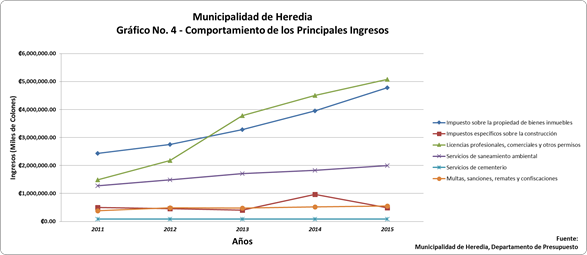 Municipalidad de Heredia
Gráfico No. 4 - Comportamiento de los Principales Ingresos
Ingresos (Miles de Colones)
₡6,000,000.00
₡5,000,000.00
₡4,000,000.00
₡3,000,000.00
₡2,000,000.00
₡1,000,000.00
₡0.00
2011
2012
2013
2014
2015
Años
Impuesto sobre la propiedad de bienes inmuebles
Impuestos específicos sobre la construcción
Licencias profesionales, comerciales y otros permisos
Servicios de saneamiento ambiental
Servicios de cementerio
Multas, sanciones, remates y confiscaciones
Fuente:
Municipalidad de Heredia, Departamento de Presupuesto